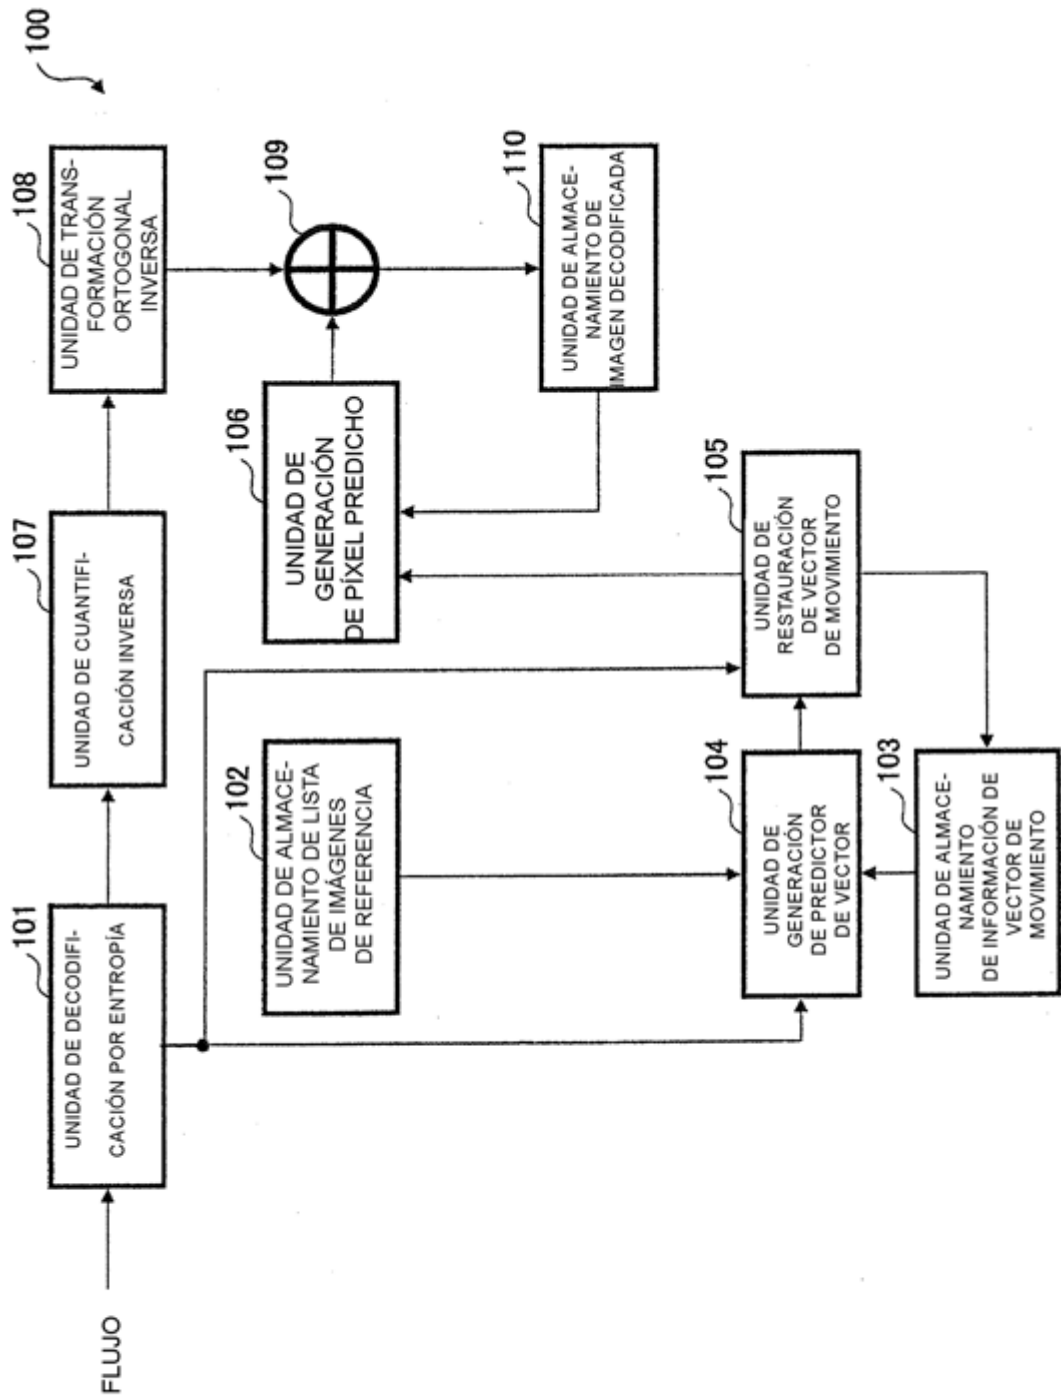 100
FLUJO
101
UNIDAD DE DECODIFI-
CACIÓN POR ENTROPÍA
107
UNIDAD DE CUANTIFI-
CACIÓN INVERSA
108
UNIDAD DE TRANS-
FORMACIÓN
ORTOGONAL
INVERSA
102
UNIDAD DE ALMACE-
NAMIENTO DE LISTA
DE IMÁGENES
DE REFERENCIA
106
UNIDAD DE
GENERACIÓN
DE PÍXEL PREDICHO
109
110
UNIDAD DE ALMACE-
NAMIENTO DE
IMAGEN DECODIFICADA
104
UNIDAD DE
GENERACIÓN
DE PREDICTOR
DE VECTOR
105
UNIDAD DE
RESTAURACIÓN
DE VECTOR
DE MOVIMIENTO
103
UNIDAD DE ALMACE-
NAMIENTO
DE INFORMACIÓN DE
VECTOR DE
MOVIMIENTO